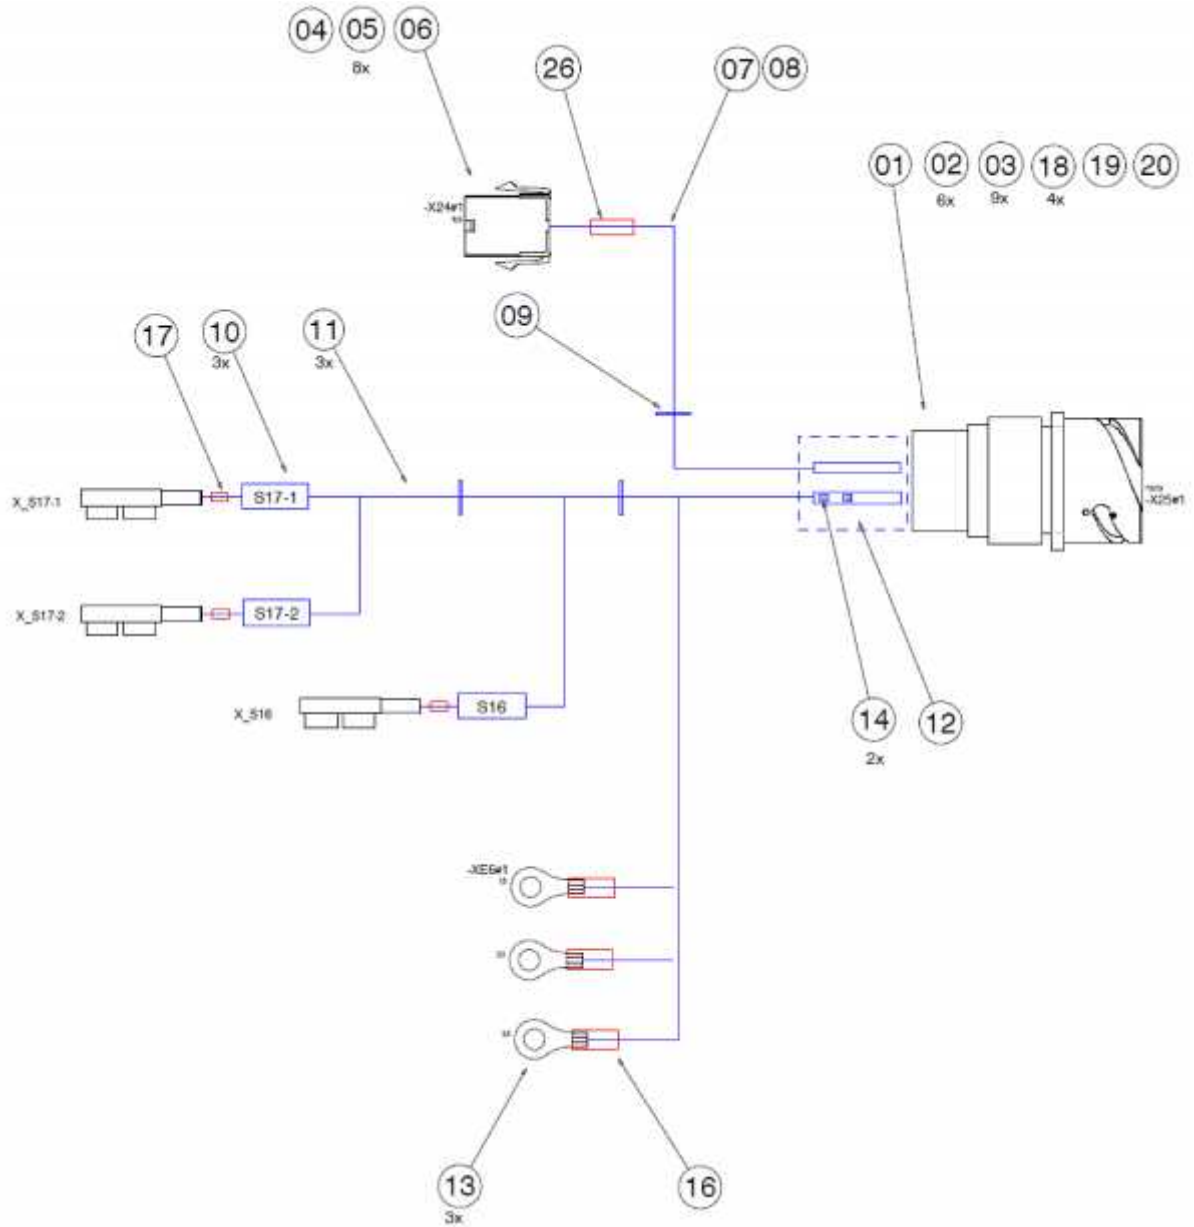 04 05 06
8x
26
07 08
01 02 03 18 19 20
6x 9x 4x
-X24#1
09
17 10 11
3x 3x
X_S17-1 S17-1
-X25#1
X_S17-2 S17-2
X_S16 S16
14 12
2x
-XE6#1
13 16
3x